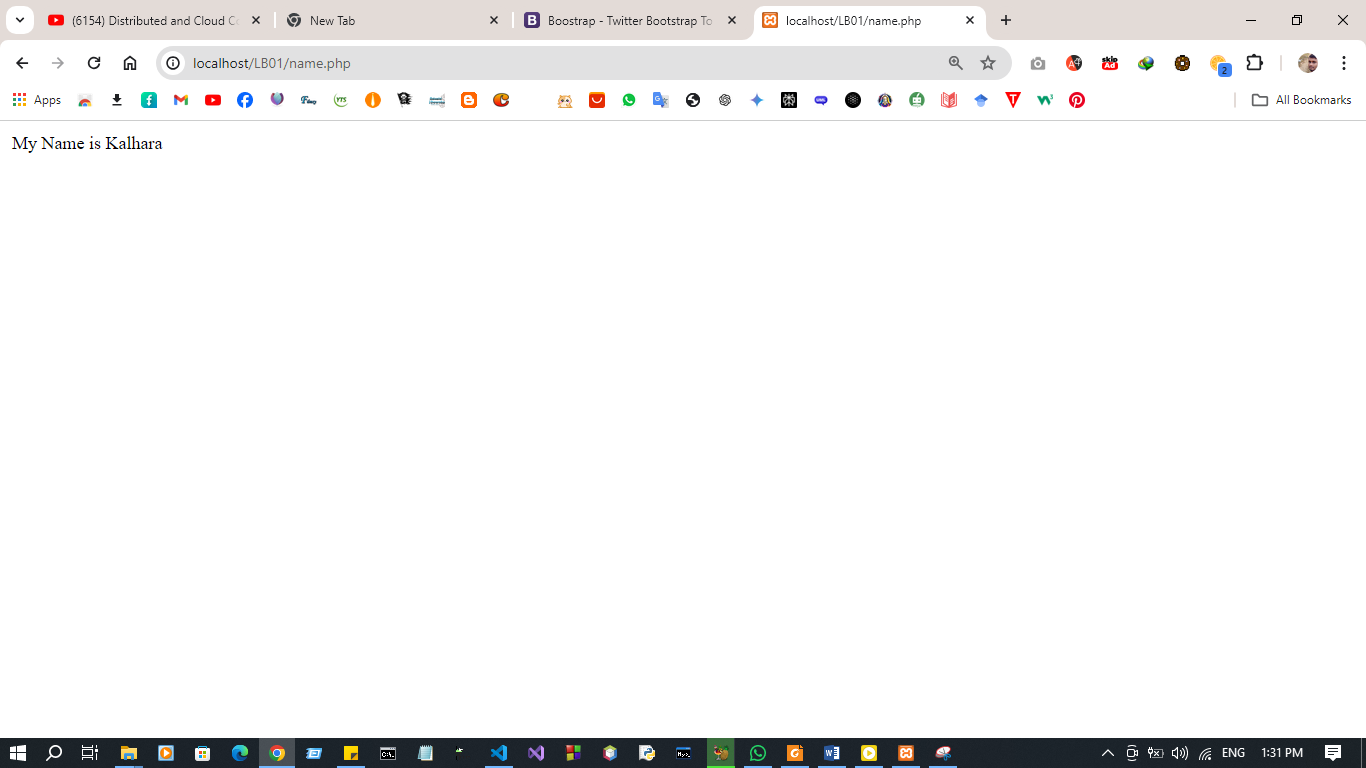 (6154) Distributed and Cloud C
New Tab
Boostrap - Twitter Bootstrap To
localhost/LB01/name.php
localhost/LB01/name.php
Apps
All Bookmarks
My Name is Kalhara
ENG
1:31 PM